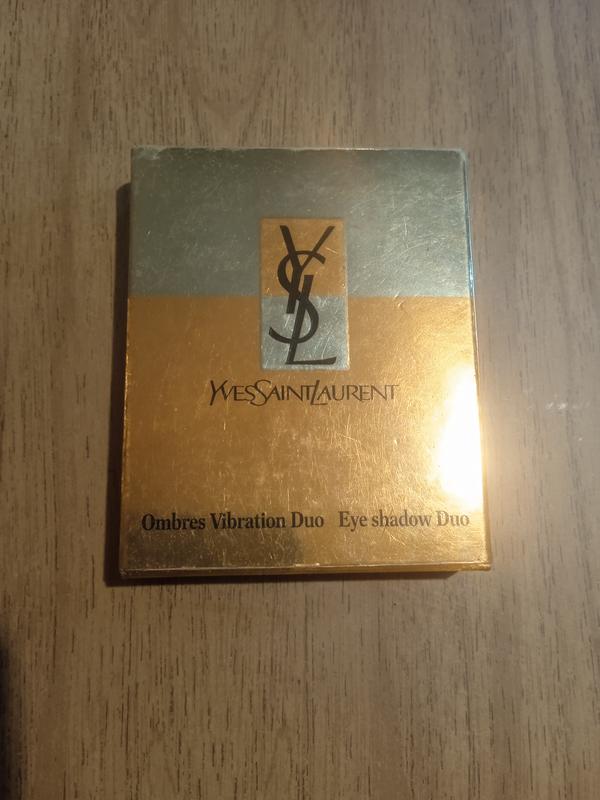 YSL
YVESSAINTLAURENT
Ombres Vibration Duo Eye shadow Duo